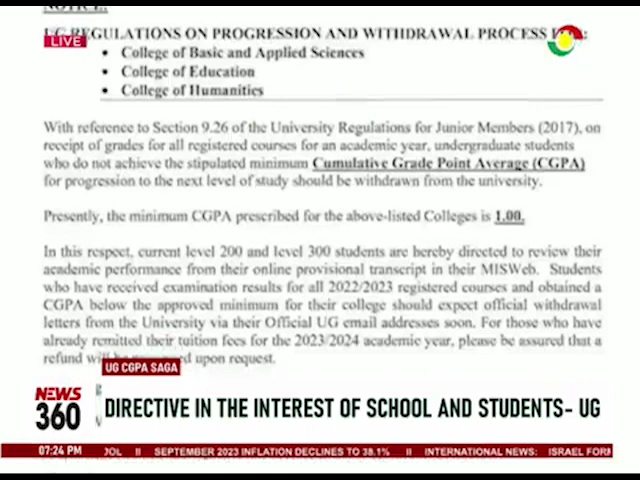 NOTICE:
UG REGULATIONS ON PROGRESSION AND WITHDRAWAL PROCESS FOR:
LIVE
• College of Basic and Applied Sciences
• College of Education
• College of Humanities
With reference to Section 9.26 of the University Regulations for Junior Members (2017), on
receipt of grades for all registered courses for an academic year, undergraduate students
who do not achieve the stipulated minimum Cumulative Grade Point Average (CGPA)
for progression to the next level of study should be withdrawn from the university.
Presently, the minimum CGPA prescribed for the above-listed Colleges is 1.00.
In this respect, current level 200 and level 300 students are hereby directed to review their
academic performance from their online provisional transcript in their MISWeb. Students
who have received examination results for all 2022/2023 registered courses and obtained a
CGPA below the approved minimum for their college should expect official withdrawal
letters from the University via their Official UG email addresses soon. For those who have
already remitted their tuition fees for the 2023/2024 academic year, please be assured that a
refund will be upon request.
UG CGPA SAGA
NEWS
360
DIRECTIVE IN THE INTEREST OF SCHOOL AND STUDENTS- UG
07:24 PM
SEPTEMBER 2023 INFLATION DECLINES TO 38.1% II INTERNATIONAL NEWS: ISRAEL FORM